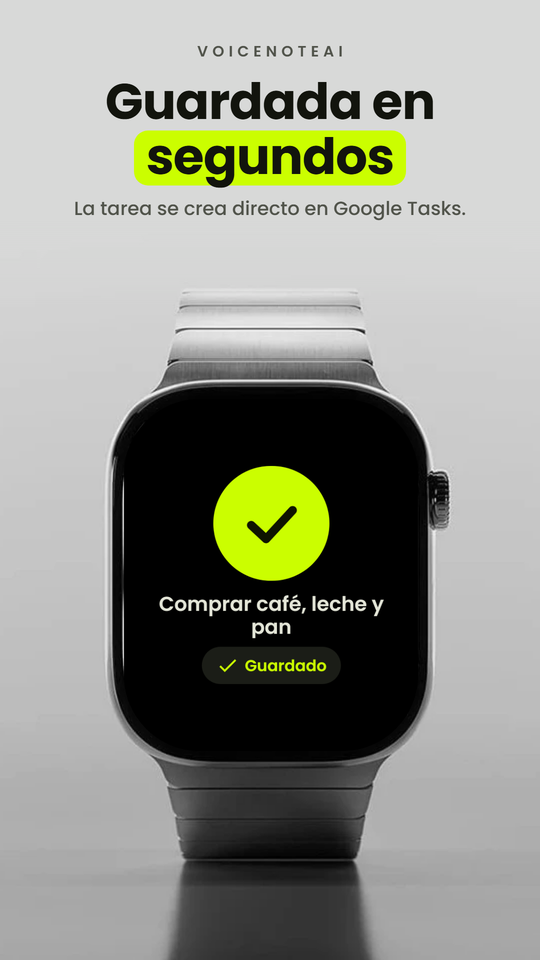 VOICENOTEAI
Guardada en
segundos
La tarea se crea directo en Google Tasks.
Comprar café, leche y
pan
Guardado